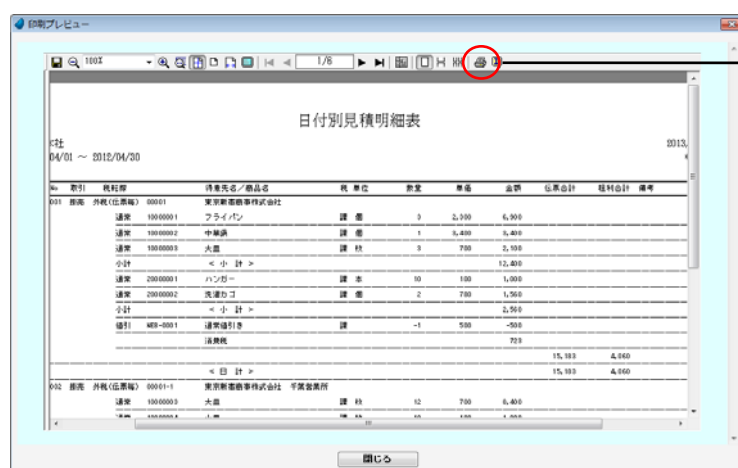 印刷プレビュー
100% 1/6
日付別見積明細表
C社 2013,
04/01 ～ 2012/04/30
No 取引 税転嫁 得意先名／商品名 税 単位 数量 単価 金額 伝票合計 粗利合計 備考
001 掛売 外税(伝票毎) 00001 東京新都商事株式会社
通常 10000001 フライパン 課 個 3 2,300 6,900
通常 10000002 中華鍋 課 個 1 3,400 3,400
通常 10000003 大皿 課 枚 3 700 2,100
小計 < 小 計 > 12,400
通常 20000001 ハンガー 課 本 10 100 1,000
通常 20000002 洗濯カゴ 課 個 2 780 1,560
小計 < 小 計 > 2,560
値引 WEB-0001 通常値引き 課 -1 500 -500
消費税 723
15,183 4,060
< 日 計 > 15,183 4,060
002 掛売 外税(伝票毎) 00001-1 千葉営業所
通常 10000003 大皿 課 枚 12 700 8,400
閉じる